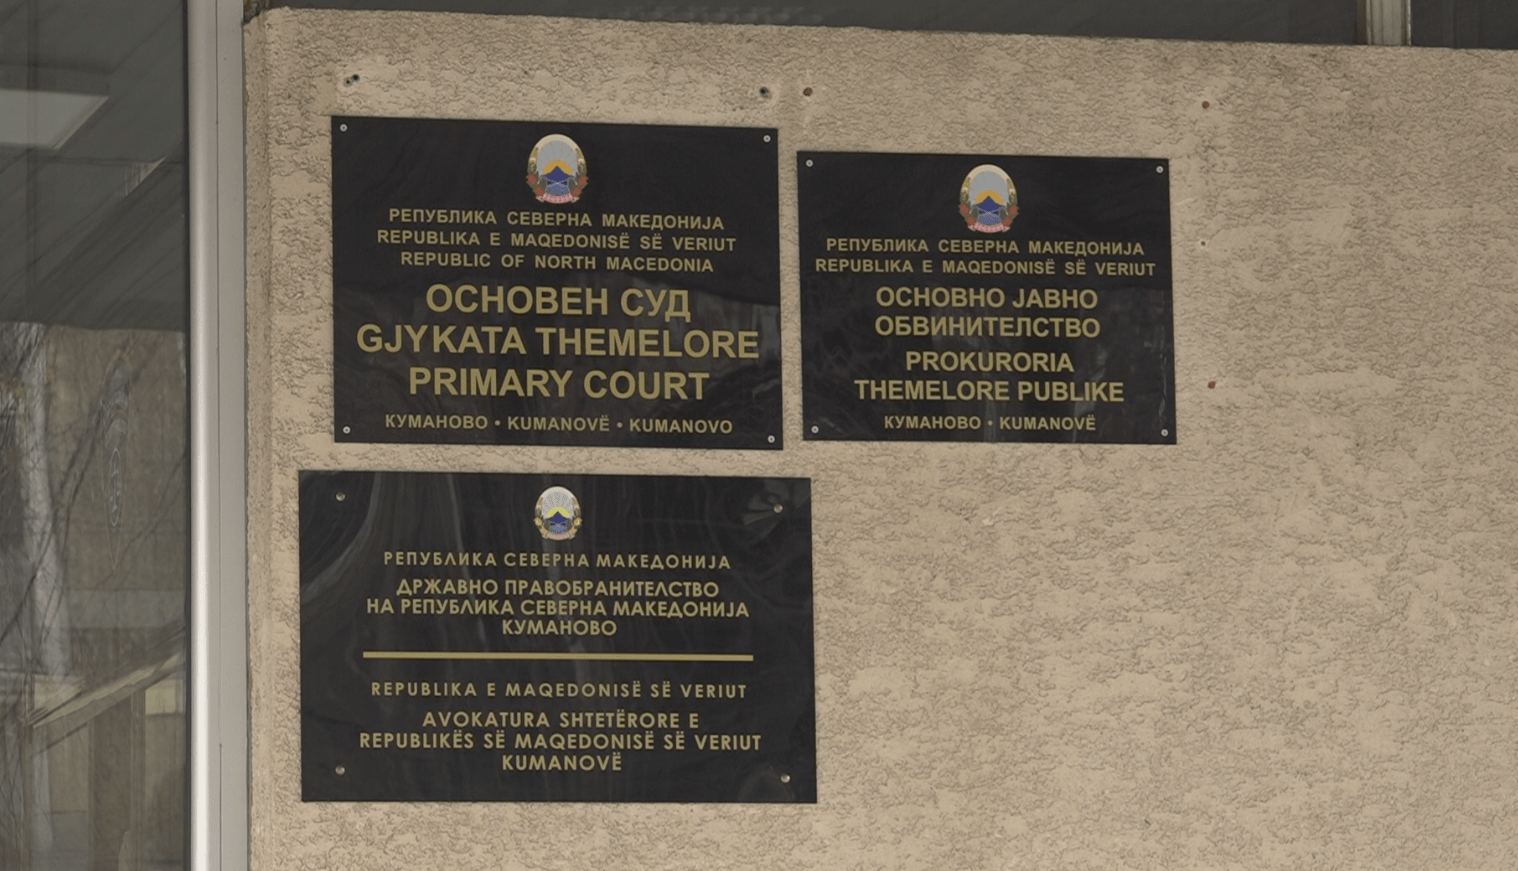 РЕПУБЛИКА СЕВЕРНА МАКЕДОНИЈА
REPUBLIKA E MAQEDONISË SË VERIUT
REPUBLIC OF NORTH MACEDONIA
ОСНОВЕН СУД
GJYKATA THEMELORE
PRIMARY COURT
КУМАНОВО • KUMANOVË • KUMANOVO
РЕПУБЛИКА СЕВЕРНА МАКЕДОНИЈА
REPUBLIKA E MAQEDONISË SË VERIUT
ОСНОВНО ЈАВНО
ОБВИНИТЕЛСТВО
PROKURORIA
THEMELORE PUBLIKE
КУМАНОВО • KUMANOVË
РЕПУБЛИКА СЕВЕРНА МАКЕДОНИЈА
ДРЖАВНО ПРАВОБРАНИТЕЛСТВО
НА РЕПУБЛИКА СЕВЕРНА МАКЕДОНИЈА
КУМАНОВО
REPUBLIKA E MAQEDONISË SË VERIUT
AVOKATURA SHTETËRORE E
REPUBLIKËS SË MAQEDONISË SË VERIUT
KUMANOVË